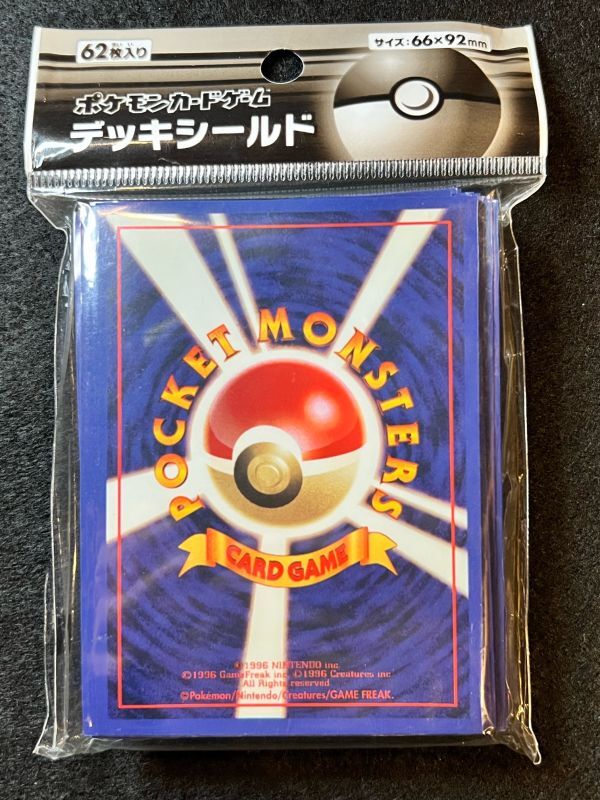 62枚入り
サイズ:66×92mm
ポケモンカードゲーム
デッキシールド
POCKET MONSTERS
CARD GAME
©1996 NINTENDO inc.
©1996 GameFreak inc. ©1996 Creatures inc
All Rights reserved
©Pokémon/Nintendo/Creatures/GAME FREAK.